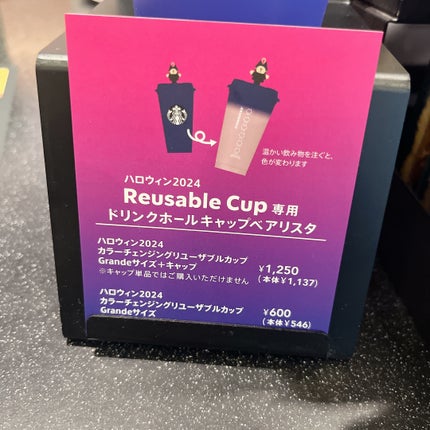 温かい飲み物を注ぐと、
色が変わります
ハロウィン2024
Reusable Cup 専用
ドリンクホールキャップベアリスタ
ハロウィン2024
カラーチェンジングリユーザブルカップ
Grandeサイズ+キャップ
※キャップ単品ではご購入いただけません
¥1,250
(本体¥1,137)
ハロウィン2024
カラーチェンジングリユーザブルカップ
Grandeサイズ
¥600
(本体¥546)